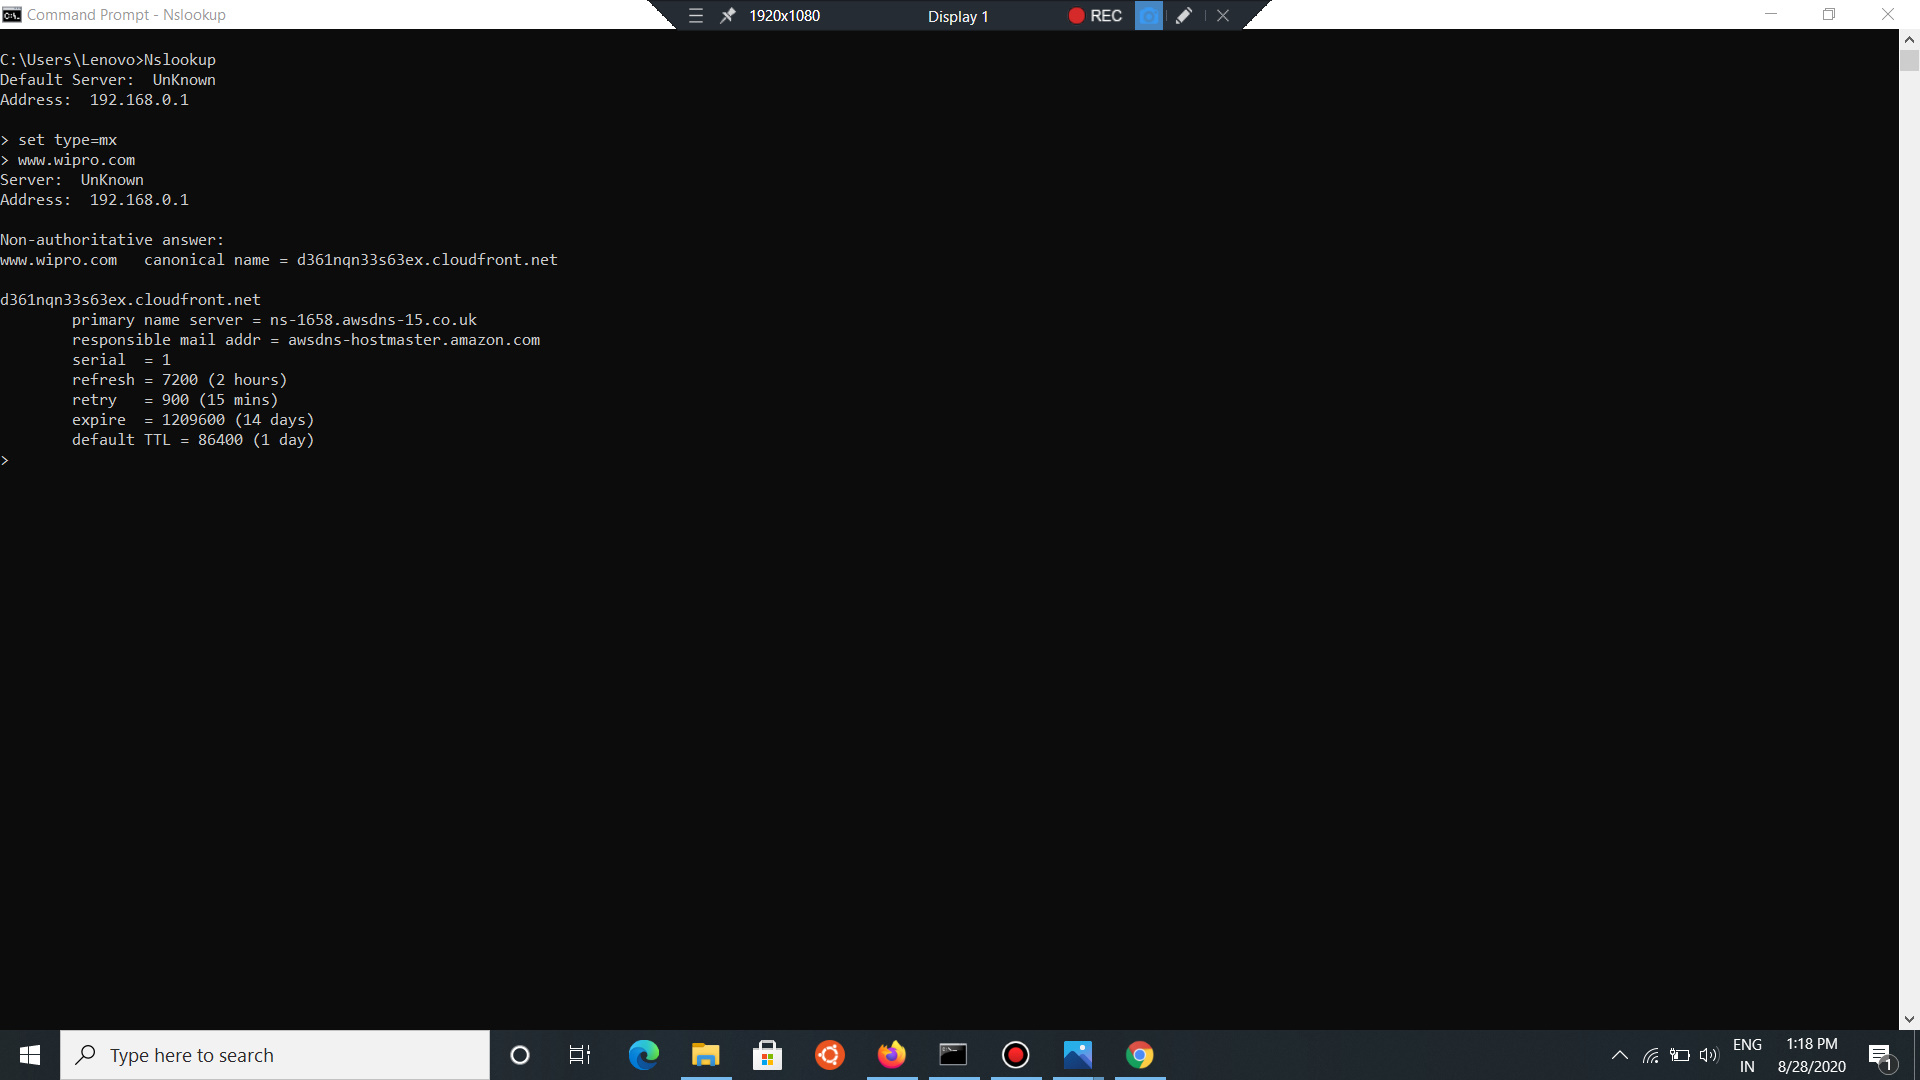 Command Prompt - Nslookup
1920x1080
Display 1
REC
C:\Users\Lenovo>Nslookup
Default Server:  UnKnown
Address:  192.168.0.1
> set type=mx
> www.wipro.com
Server:  UnKnown
Address:  192.168.0.1
Non-authoritative answer:
www.wipro.com   canonical name = d361nqn33s63ex.cloudfront.net
d361nqn33s63ex.cloudfront.net
        primary name server = ns-1658.awsdns-15.co.uk
        responsible mail addr = awsdns-hostmaster.amazon.com
        serial  = 1
        refresh = 7200 (2 hours)
        retry   = 900 (15 mins)
        expire  = 1209600 (14 days)
        default TTL = 86400 (1 day)
>
Type here to search
ENG
IN
1:18 PM
8/28/2020
1